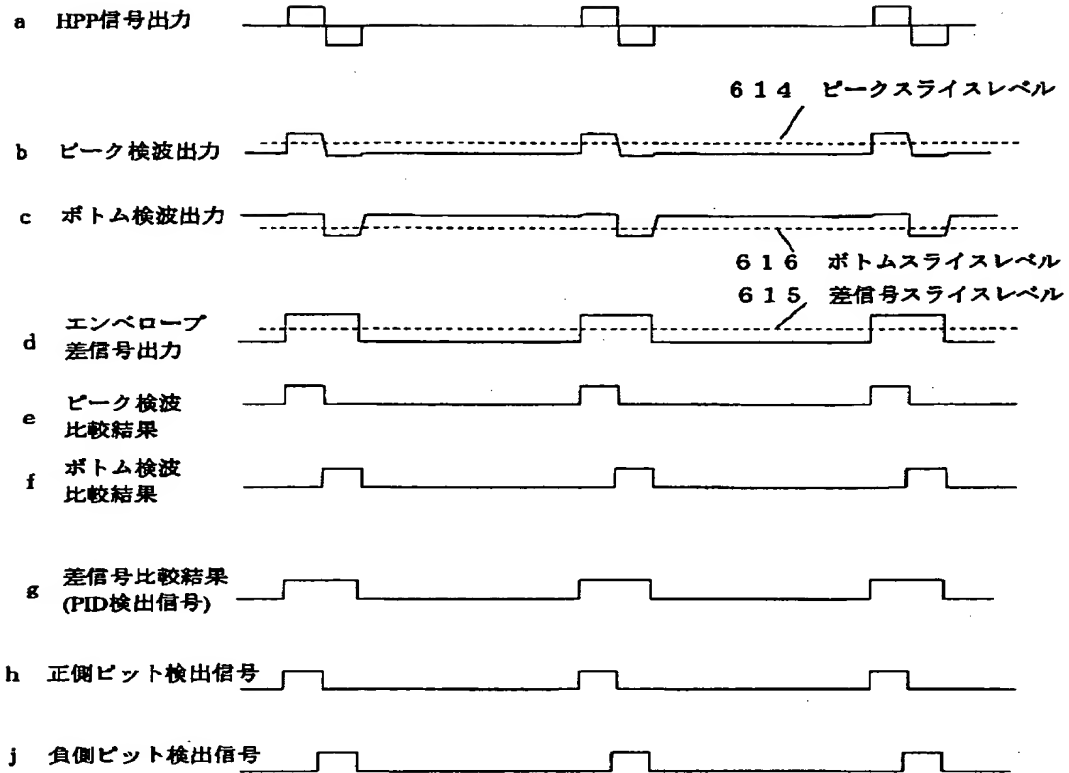 a HPP信号出力
614 ピークスライスレベル
b ピーク検波出力
c ボトム検波出力
616 ボトムスライスレベル
615 差信号スライスレベル
d エンベロープ
差信号出力
e ピーク検波
比較結果
f ボトム検波
比較結果
g 差信号比較結果
(PID検出信号)
h 正側ピット検出信号
j 負側ピット検出信号